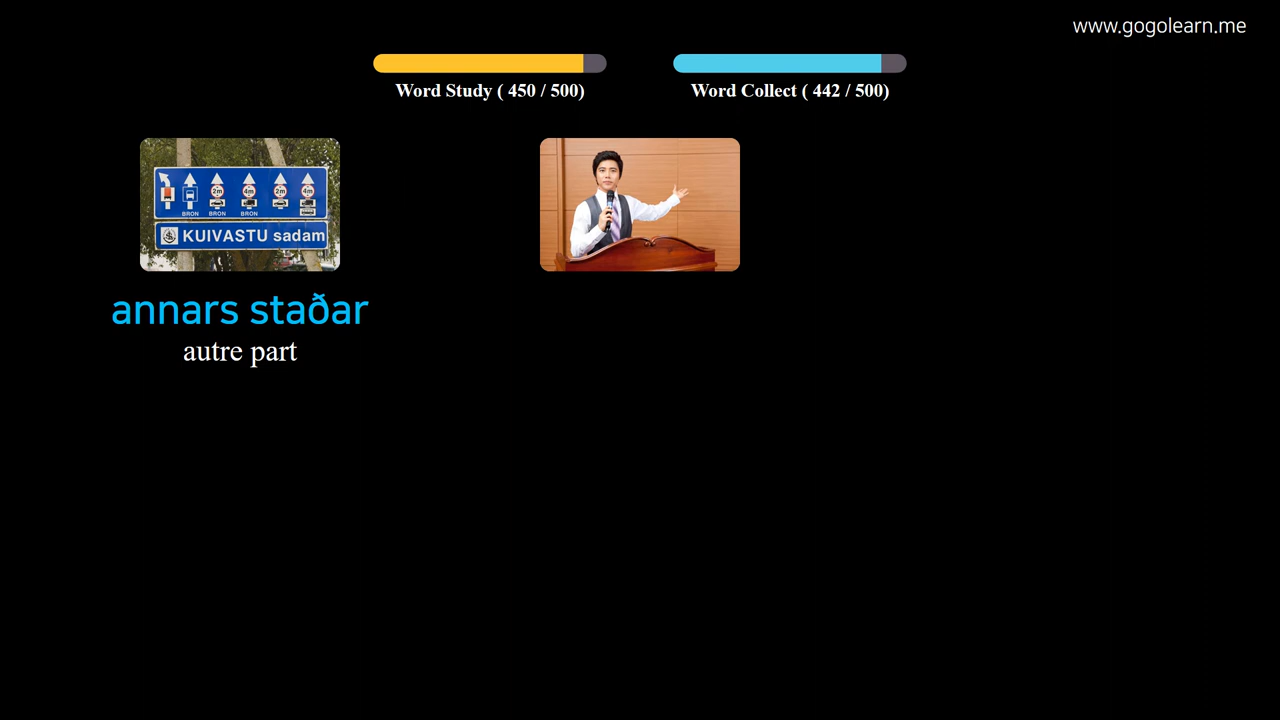 www.gogolearn.me
Word Study ( 450 / 500)
Word Collect ( 442 / 500)
2m
4m
2m
4m
BRON
BRON
BRON
KUIVASTU sadam
annars staðar
autre part